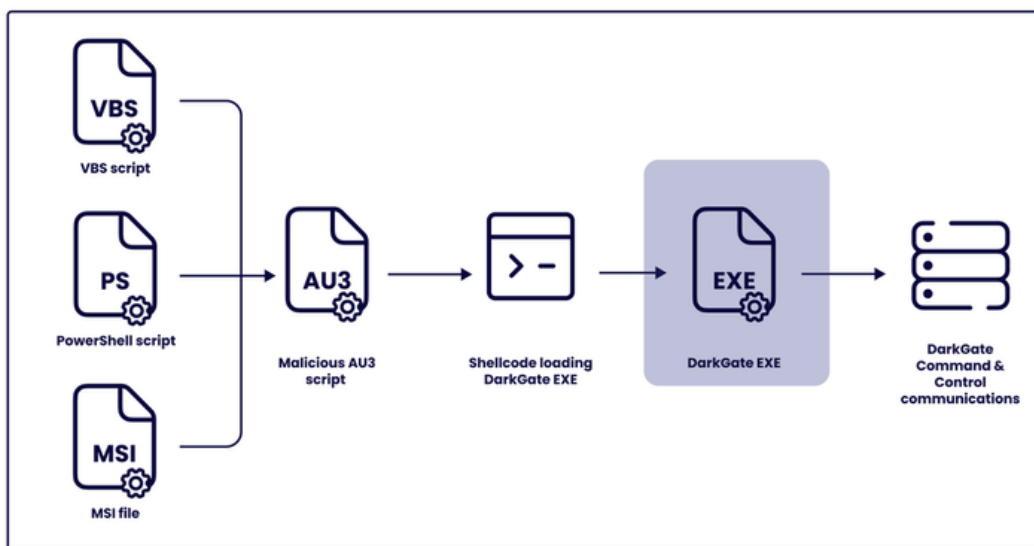 VBS
VBS script
PS
PowerShell script
MSI
MSI file
AU3
Malicious AU3
script
Shellcode loading
DarkGate EXE
EXE
DarkGate EXE
DarkGate
Command &
Control
communications